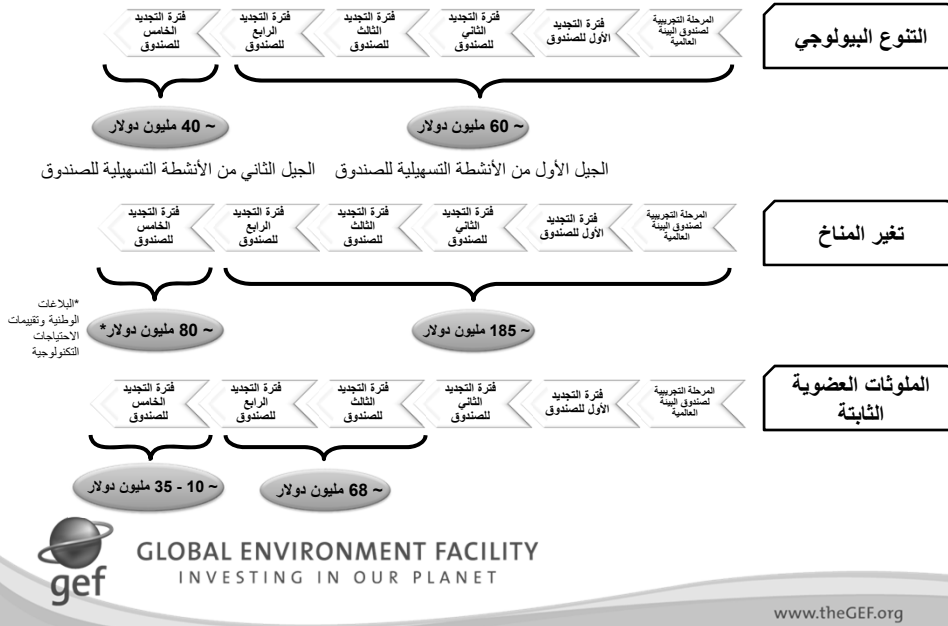 التنوع البيولوجي
المرحلة التجريبية
لصندوق البيئة
العالمية
فترة التجديد
الأول للصندوق
فترة التجديد
الثاني
للصندوق
فترة التجديد
الثالث
للصندوق
فترة التجديد
الرابع
للصندوق
فترة التجديد
الخامس
للصندوق
~ 60 مليون دولار
~ 40 مليون دولار
الجيل الأول من الأنشطة التسهيلية للصندوق
الجيل الثاني من الأنشطة التسهيلية للصندوق
تغير المناخ
المرحلة التجريبية
لصندوق البيئة
العالمية
فترة التجديد
الأول للصندوق
فترة التجديد
الثاني
للصندوق
فترة التجديد
الثالث
للصندوق
فترة التجديد
الرابع
للصندوق
فترة التجديد
الخامس
للصندوق
~ 185 مليون دولار
~ 80 مليون دولار*
*البلاغات
الوطنية وتقييمات
الاحتياجات
التكنولوجية
الملوثات العضوية
الثابتة
المرحلة التجريبية
لصندوق البيئة
العالمية
فترة التجديد
الأول للصندوق
فترة التجديد
الثاني
للصندوق
فترة التجديد
الثالث
للصندوق
فترة التجديد
الرابع
للصندوق
فترة التجديد
الخامس
للصندوق
~ 68 مليون دولار
~ 10 - 35 مليون دولار
gef
GLOBAL ENVIRONMENT FACILITY
INVESTING IN OUR PLANET
www.theGEF.org